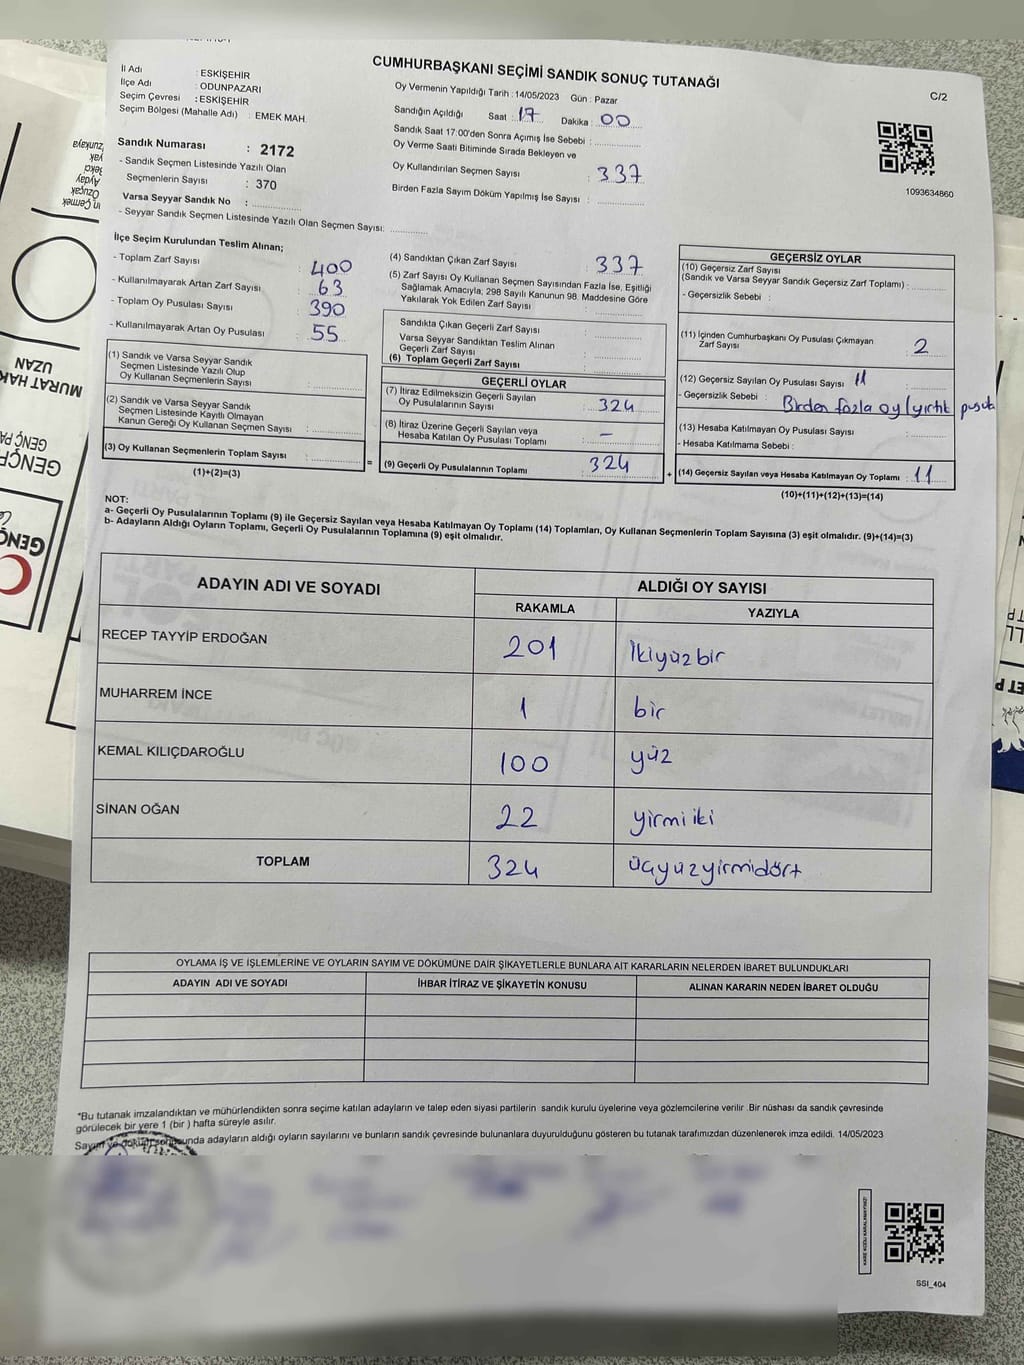 CUMHURBAŞKANI SEÇİMİ SANDIK SONUÇ TUTANAĞI
C/2
İl Adı : ESKİŞEHİR
İlçe Adı : ODUNPAZARI
Seçim Çevresi : ESKİŞEHİR
Seçim Bölgesi (Mahalle Adı) : EMEK MAH.
Oy Vermenin Yapıldığı Tarih : 14/05/2023 Gün : Pazar
Sandığın Açıldığı Saat : 17 Dakika : 00
Sandık Saat 17:00'den Sonra Açımış İse Sebebi :
Oy Verme Saati Bitiminde Sırada Bekleyen ve
Oy Kullandırılan Seçmen Sayısı : 337
Birden Fazla Sayım Döküm Yapılmış İse Sayısı :
1093634860
Sandık Numarası : 2172
- Sandık Seçmen Listesinde Yazılı Olan
Seçmenlerin Sayısı : 370
Varsa Seyyar Sandık No :
- Seyyar Sandık Seçmen Listesinde Yazılı Olan Seçmen Sayısı:
İlçe Seçim Kurulundan Teslim Alınan;
- Toplam Zarf Sayısı : 400
- Kullanılmayarak Artan Zarf Sayısı : 63
- Toplam Oy Pusulası Sayısı : 390
- Kullanılmayarak Artan Oy Pusulası : 55
(1) Sandık ve Varsa Seyyar Sandık
Seçmen Listesinde Yazılı Olup
Oy Kullanan Seçmenlerin Sayısı :
(2) Sandık ve Varsa Seyyar Sandık
Seçmen Listesinde Kayıtlı Olmayan
Kanun Gereği Oy Kullanan Seçmen Sayısı :
(3) Oy Kullanan Seçmenlerin Toplam Sayısı :
(1)+(2)=(3)
(4) Sandıktan Çıkan Zarf Sayısı : 337
(5) Zarf Sayısı Oy Kullanan Seçmen Sayısından Fazla İse, Eşitliği
Sağlamak Amacıyla, 298 Sayılı Kanunun 98. Maddesine Göre
Yakılarak Yok Edilen Zarf Sayısı :
Sandıkta Çıkan Geçerli Zarf Sayısı :
Varsa Seyyar Sandıktan Teslim Alınan
Geçerli Zarf Sayısı :
(6) Toplam Geçerli Zarf Sayısı :
GEÇERLİ OYLAR
(7) İtiraz Edilmeksizin Geçerli Sayılan
Oy Pusulalarının Sayısı : 324
(8) İtiraz Üzerine Geçerli Sayılan veya
Hesaba Katılan Oy Pusulası Toplamı : -
= (9) Geçerli Oy Pusulalarının Toplamı : 324
GEÇERSİZ OYLAR
(10) Geçersiz Zarf Sayısı
(Sandık ve Varsa Seyyar Sandık Geçersiz Zarf Toplamı) :
- Geçersizlik Sebebi :
(11) İçinden Cumhurbaşkanı Oy Pusulası Çıkmayan
Zarf Sayısı : 2
(12) Geçersiz Sayılan Oy Pusulası Sayısı : 11
- Geçersizlik Sebebi : Birden fazla oy/yırtık pusula
(13) Hesaba Katılmayan Oy Pusulası Sayısı :
- Hesaba Katılmama Sebebi :
+ (14) Geçersiz Sayılan veya Hesaba Katılmayan Oy Toplamı : 11
(10)+(11)+(12)+(13)=(14)
NOT:
a- Geçerli Oy Pusulalarının Toplamı (9) ile Geçersiz Sayılan veya Hesaba Katılmayan Oy Toplamı (14) Toplamları, Oy Kullanan Seçmenlerin Toplam Sayısına (3) eşit olmalıdır. (9)+(14)=(3)
b- Adayların Aldığı Oyların Toplamı, Geçerli Oy Pusulalarının Toplamına (9) eşit olmalıdır.
ADAYIN ADI VE SOYADI ALDIĞI OY SAYISI
RAKAMLA YAZIYLA
RECEP TAYYİP ERDOĞAN 201 İkiyüzbir
MUHARREM İNCE 1 bir
KEMAL KILIÇDAROĞLU 100 yüz
SİNAN OĞAN 22 yirmi iki
TOPLAM 324 üçyüzyirmidört
OYLAMA İŞ VE İŞLEMLERİNE VE OYLARIN SAYIM VE DÖKÜMÜNE DAİR ŞİKAYETLERLE BUNLARA AİT KARARLARIN NELERDEN İBARET BULUNDUKLARI
ADAYIN ADI VE SOYADI İHBAR İTİRAZ VE ŞİKAYETİN KONUSU ALINAN KARARIN NEDEN İBARET OLDUĞU
*Bu tutanak imzalandıktan ve mühürlendikten sonra seçime katılan adayların ve talep eden siyasi partilerin sandık kurulu üyelerine veya gözlemcilerine verilir .Bir nüshası da sandık çevresinde
görülecek bir yere 1 (bir ) hafta süreyle asılır.
Sayım ve döküm sonucunda adayların aldığı oyların sayılarını ve bunların sandık çevresinde bulunanlara duyurulduğunu gösteren bu tutanak tarafımızdan düzenlenerek imza edildi. 14/05/2023
SSI_404
MURAT HAK
UZAN
GENÇ PA
GENÇP
GENÇ